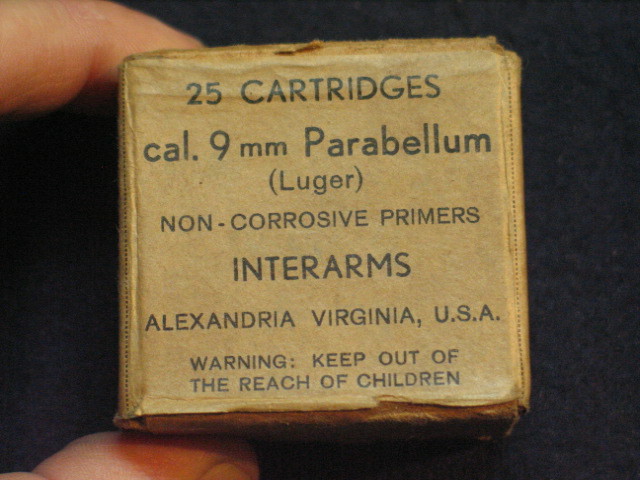 25 CARTRIDGES
cal. 9 mm Parabellum
(Luger)
NON-CORROSIVE PRIMERS
INTERARMS
ALEXANDRIA VIRGINIA, U.S.A.
WARNING: KEEP OUT OF
THE REACH OF CHILDREN